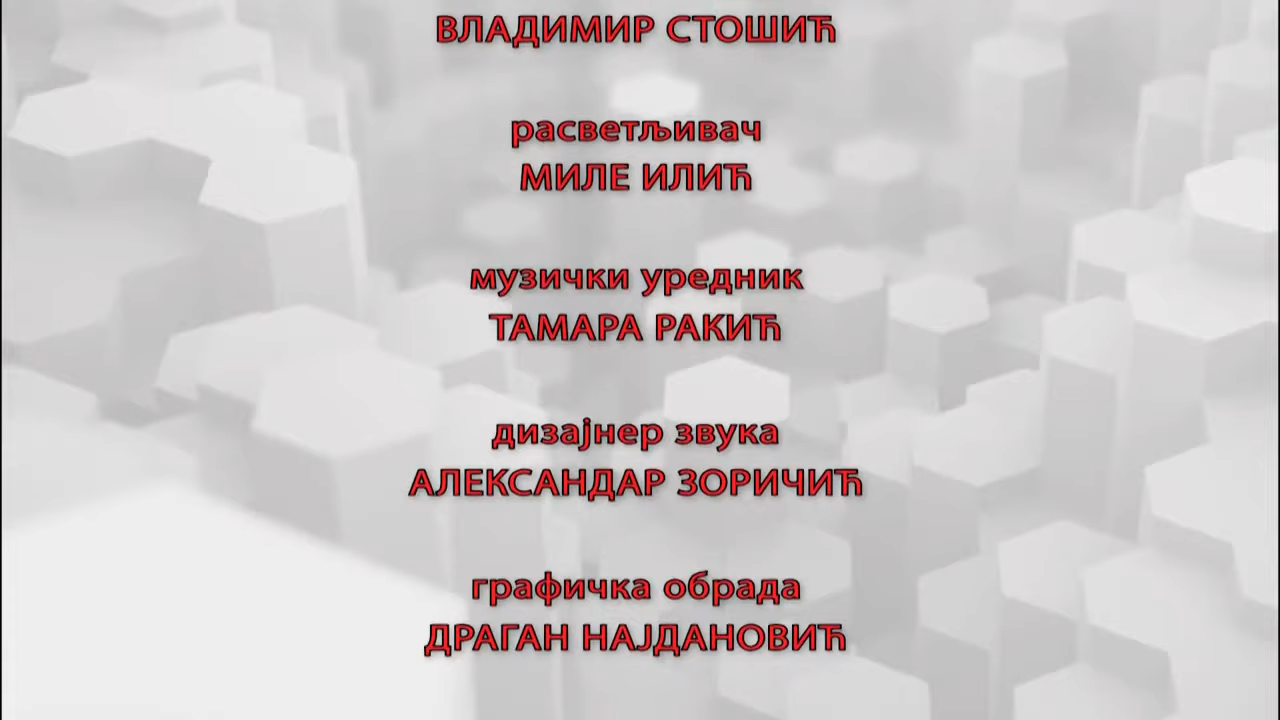 ВЛАДИМИР СТОШИЋ
расветљивач
МИЛЕ ИЛИЋ
музички уредник
ТАМАРА РАКИЋ
дизајнер звука
АЛЕКСАНДАР ЗОРИЧИЋ
графичка обрада
ДРАГАН НАЈДАНОВИЋ